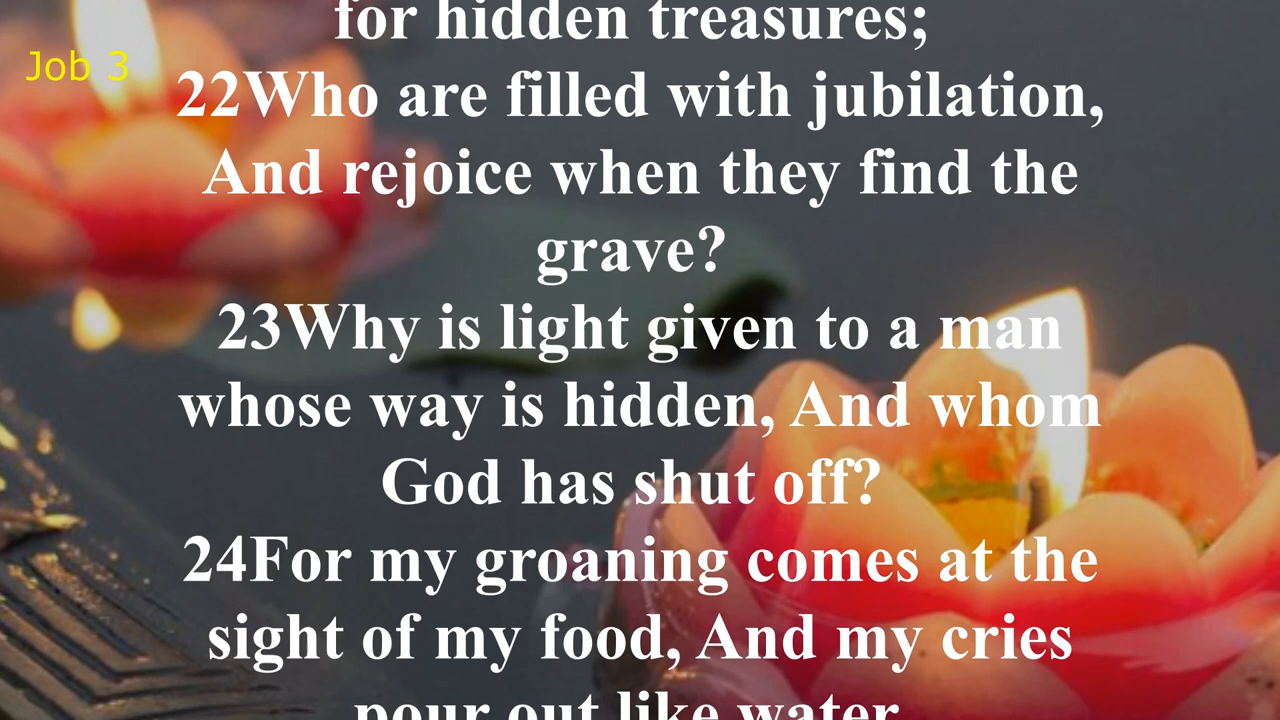 for hidden treasures;
Job 3
22Who are filled with jubilation,
And rejoice when they find the
grave?
23Why is light given to a man
whose way is hidden, And whom
God has shut off?
24For my groaning comes at the
sight of my food, And my cries
pour out like water.